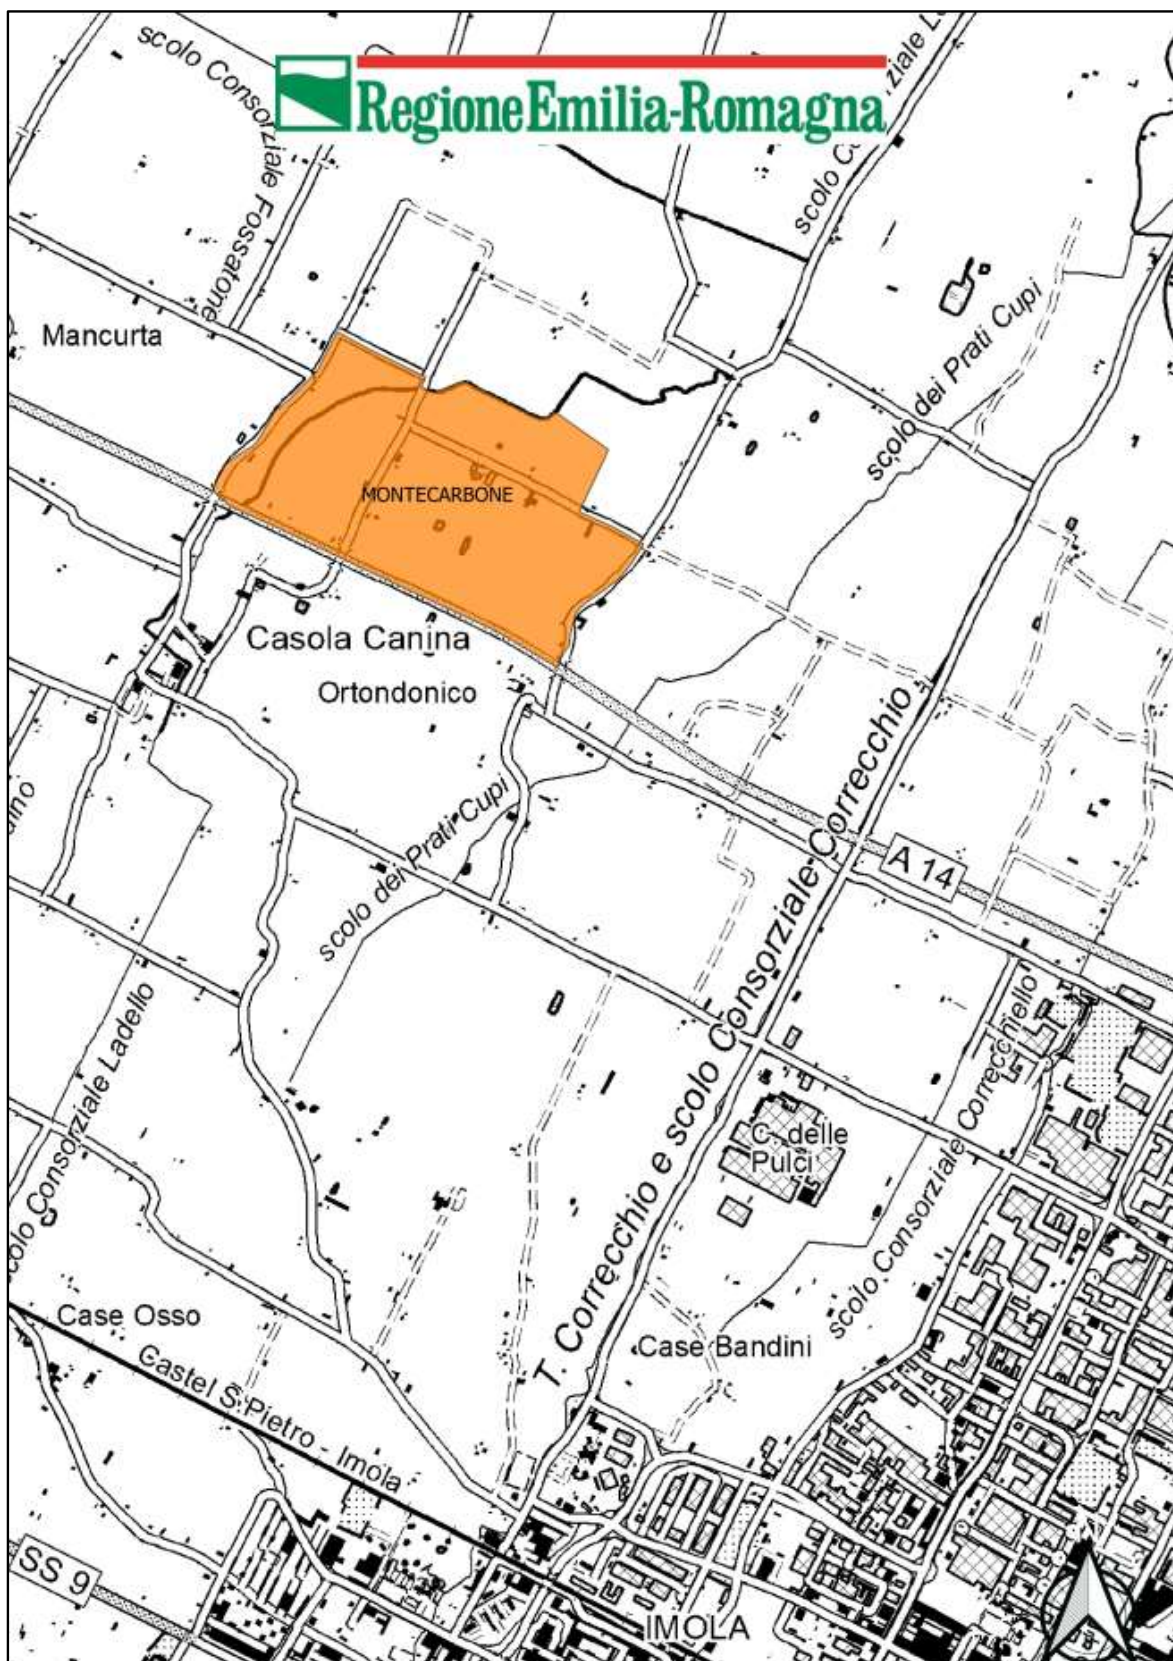 scolo Consorziale Fossatone
RegioneEmilia-Romagna
Mancurta
scolo dei Prati Cupi
MONTECARBONE
Casola Canina
Ortondonico
scolo dei Prati Cupi
T. Correcchio e scolo Consorziale Correcchio
A 14
scolo Consorziale Ladello
scolo Consorziale Correcchiello
C. delle
Pulci
Case Osso
Castel S.Pietro - Imola
Case Bandini
SS 9
IMOLA